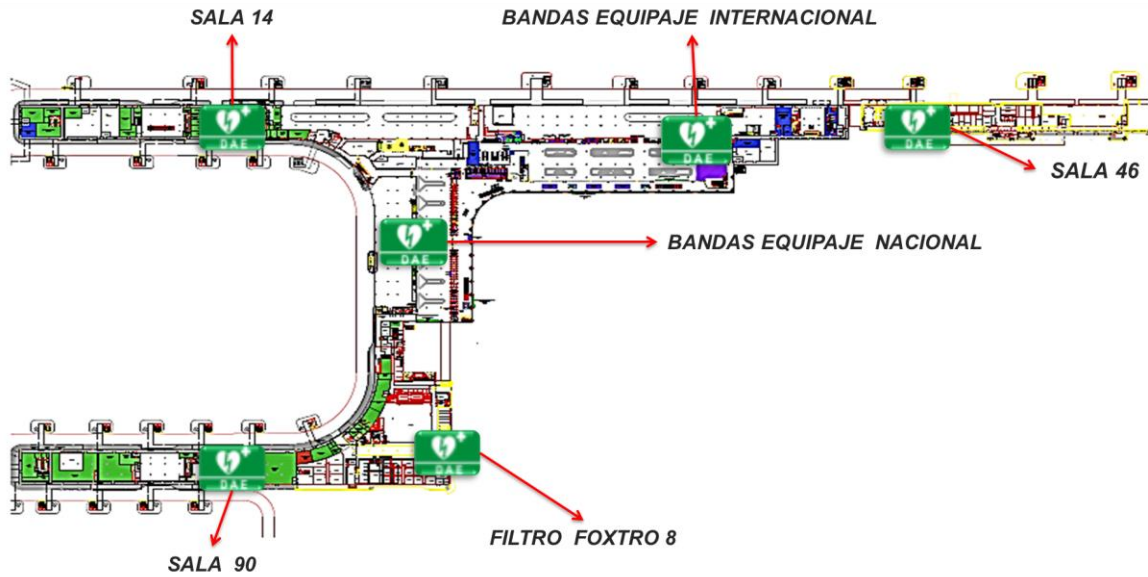 SALA 14
BANDAS EQUIPAJE INTERNACIONAL
DAE
DAE
DAE
SALA 46
DAE
BANDAS EQUIPAJE NACIONAL
DAE
DAE
FILTRO FOXTRO 8
SALA 90